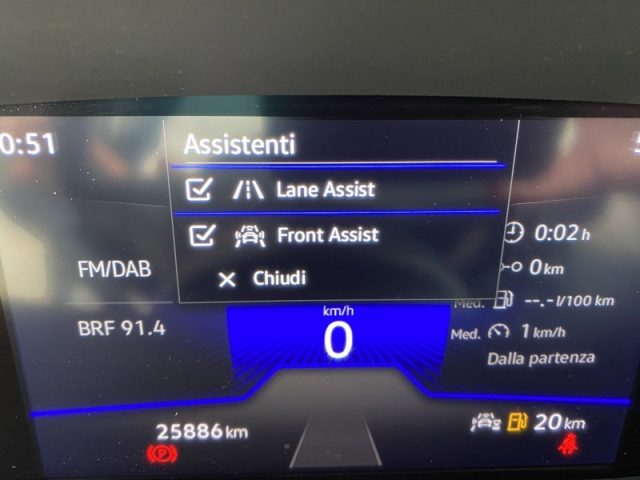 0:51
Assistenti
Lane Assist
Front Assist
Chiudi
FM/DAB
BRF 91.4
km/h
0
0:02 h
0 km
Med. --.- l/100 km
Med. 1 km/h
Dalla partenza
25886 km
20 km
P